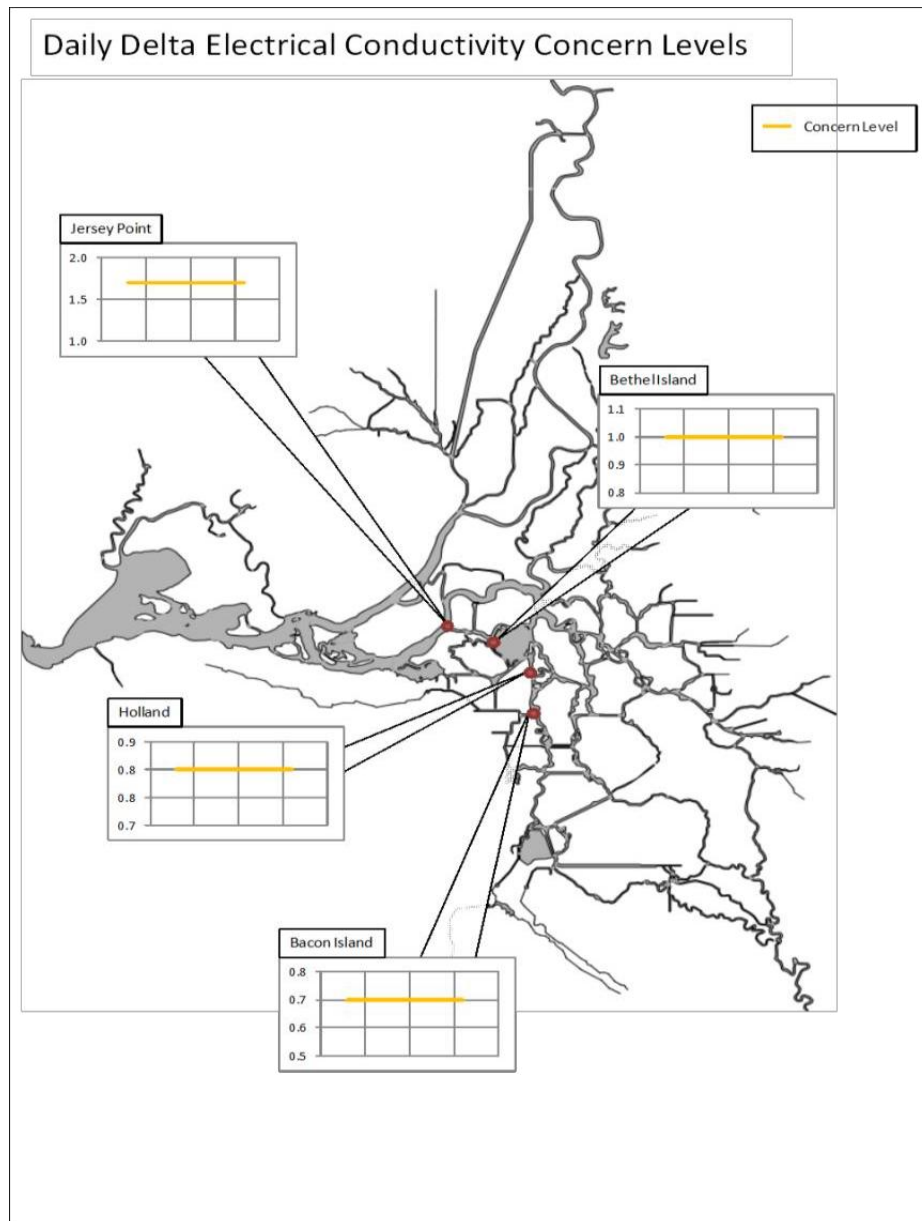 Daily Delta Electrical Conductivity Concern Levels
Concern Level
Jersey Point
2.0
1.5
1.0
Bethel Island
1.1
1.0
0.9
0.8
Holland
0.9
0.8
0.8
0.7
Bacon Island
0.8
0.7
0.6
0.5